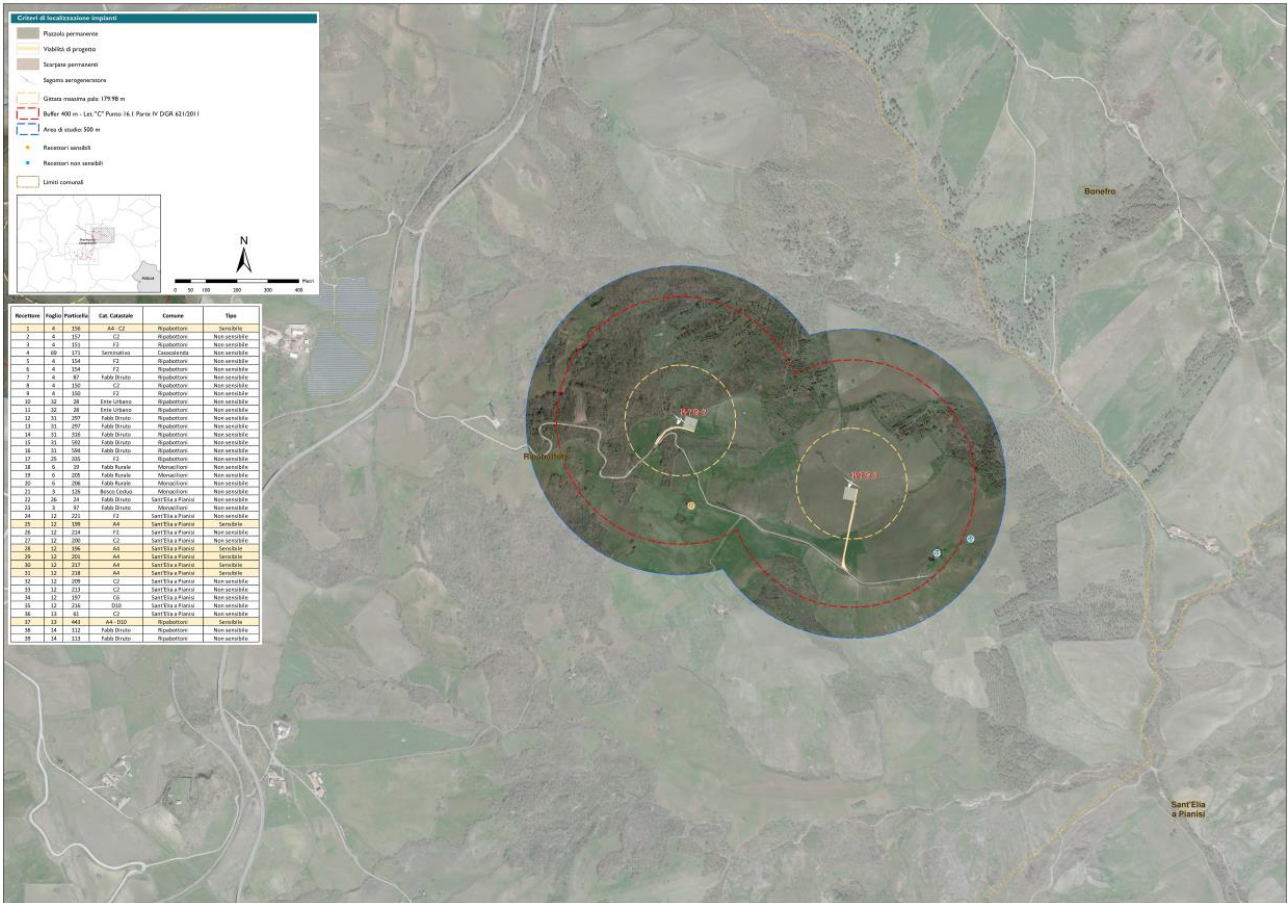 Criteri di localizzazione impianti
Piazzola permanente
Viabilità di progetto
Scarpate permanenti
Sagoma aerogeneratore
Gittata massima pala: 179.98 m
Buffer 400 m - Let. "C" Punto 16.1 Parte IV DGR 621/2011
Area di studio: 500 m
Recettori sensibili
Recettori non sensibili
Limiti comunali
N
0 50 100 200 300 400
Metri
Recettore Foglio Particella Cat. Catastale Comune Tipo
1 4 156 A4 - C2 Ripabottoni Sensibile
2 4 157 C2 Ripabottoni Non sensibile
3 4 151 F2 Ripabottoni Non sensibile
4 69 171 Seminativo Casacalenda Non sensibile
5 4 154 F2 Ripabottoni Non sensibile
6 4 154 F2 Ripabottoni Non sensibile
7 4 87 Fabb Diruto Ripabottoni Non sensibile
8 4 150 C2 Ripabottoni Non sensibile
9 4 150 F2 Ripabottoni Non sensibile
10 32 28 Ente Urbano Ripabottoni Non sensibile
11 32 28 Ente Urbano Ripabottoni Non sensibile
12 31 297 Fabb Diruto Ripabottoni Non sensibile
13 31 297 Fabb Diruto Ripabottoni Non sensibile
14 31 316 Fabb Diruto Ripabottoni Non sensibile
15 31 592 Fabb Diruto Ripabottoni Non sensibile
16 31 594 Fabb Diruto Ripabottoni Non sensibile
17 25 335 F2 Ripabottoni Non sensibile
18 6 19 Fabb Rurale Monacilioni Non sensibile
19 6 205 Fabb Rurale Monacilioni Non sensibile
20 6 206 Fabb Rurale Monacilioni Non sensibile
21 3 126 Bosco Ceduo Monacilioni Non sensibile
22 26 24 Fabb Diruto Sant'Elia a Pianisi Non sensibile
23 3 97 Fabb Diruto Monacilioni Non sensibile
24 12 221 F2 Sant'Elia a Pianisi Non sensibile
25 12 199 A4 Sant'Elia a Pianisi Sensibile
26 12 214 F2 Sant'Elia a Pianisi Non sensibile
27 12 200 C2 Sant'Elia a Pianisi Non sensibile
28 12 196 A4 Sant'Elia a Pianisi Sensibile
29 12 201 A4 Sant'Elia a Pianisi Sensibile
30 12 217 A4 Sant'Elia a Pianisi Sensibile
31 12 218 A4 Sant'Elia a Pianisi Sensibile
32 12 209 C2 Sant'Elia a Pianisi Non sensibile
33 12 213 C2 Sant'Elia a Pianisi Non sensibile
34 12 197 C6 Sant'Elia a Pianisi Non sensibile
35 12 216 D10 Sant'Elia a Pianisi Non sensibile
36 13 61 C2 Sant'Elia a Pianisi Non sensibile
37 13 443 A4 - D10 Ripabottoni Sensibile
38 14 112 Fabb Diruto Ripabottoni Non sensibile
39 14 113 Fabb Diruto Ripabottoni Non sensibile
Bonefro
Ripabottoni
Sant'Elia
a Pianisi